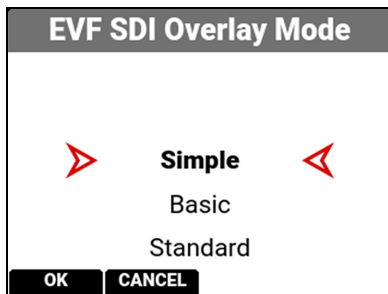 EVF SDI Overlay Mode
Simple
Basic
Standard
OK CANCEL